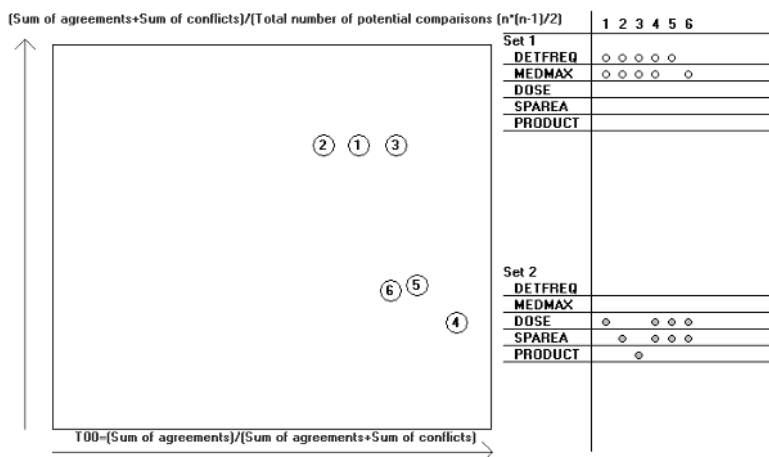 (Sum of agreements+Sum of conflicts)/(Total number of potential comparisons (n*(n-1)/2)
1 2 3 4 5 6
Set 1
DETFREQ
MEDMAX
DOSE
SPAREA
PRODUCT
2 1 3
6 5
4
Set 2
DETFREQ
MEDMAX
DOSE
SPAREA
PRODUCT
T00=(Sum of agreements)/(Sum of agreements+Sum of conflicts)